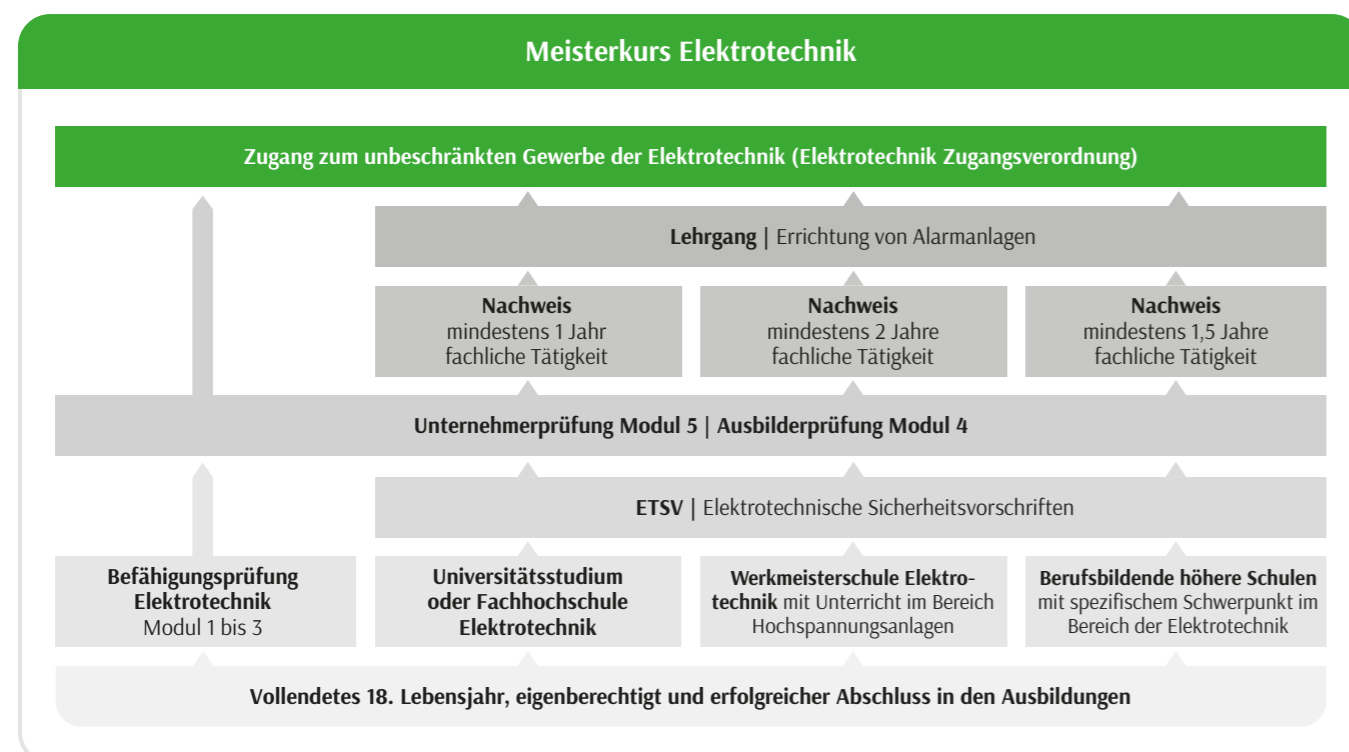 Meisterkurs Elektrotechnik
Zugang zum unbeschränkten Gewerbe der Elektrotechnik (Elektrotechnik Zugangsverordnung)
Lehrgang | Errichtung von Alarmanlagen
Nachweis
mindestens 1 Jahr
fachliche Tätigkeit
Nachweis
mindestens 2 Jahre
fachliche Tätigkeit
Nachweis
mindestens 1,5 Jahre
fachliche Tätigkeit
Unternehmerprüfung Modul 5 | Ausbilderprüfung Modul 4
ETSV | Elektrotechnische Sicherheitsvorschriften
Befähigungsprüfung
Elektrotechnik
Modul 1 bis 3
Universitätsstudium
oder Fachhochschule
Elektrotechnik
Werkmeisterschule Elektro-
technik mit Unterricht im Bereich
Hochspannungsanlagen
Berufsbildende höhere Schulen
mit spezifischem Schwerpunkt im
Bereich der Elektrotechnik
Vollendetes 18. Lebensjahr, eigenberechtigt und erfolgreicher Abschluss in den Ausbildungen